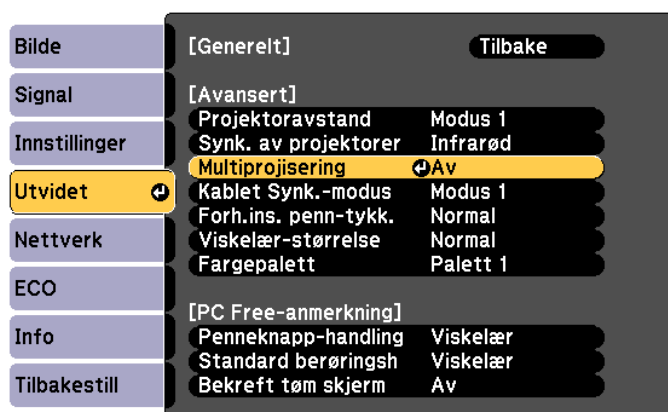 Bilde
Signal
Innstillinger
Utvidet
Nettverk
ECO
Info
Tilbakestill
[Generelt] Tilbake
[Avansert]
Projektoravstand Modus 1
Synk. av projektorer Infrarød
Multiprojisering Av
Kablet Synk.-modus Modus 1
Forh.ins. penn-tykk. Normal
Viskelær-størrelse Normal
Fargepalett Palett 1
[PC Free-anmerkning]
Penneknapp-handling Viskelær
Standard berøringsh Viskelær
Bekreft tøm skjerm Av